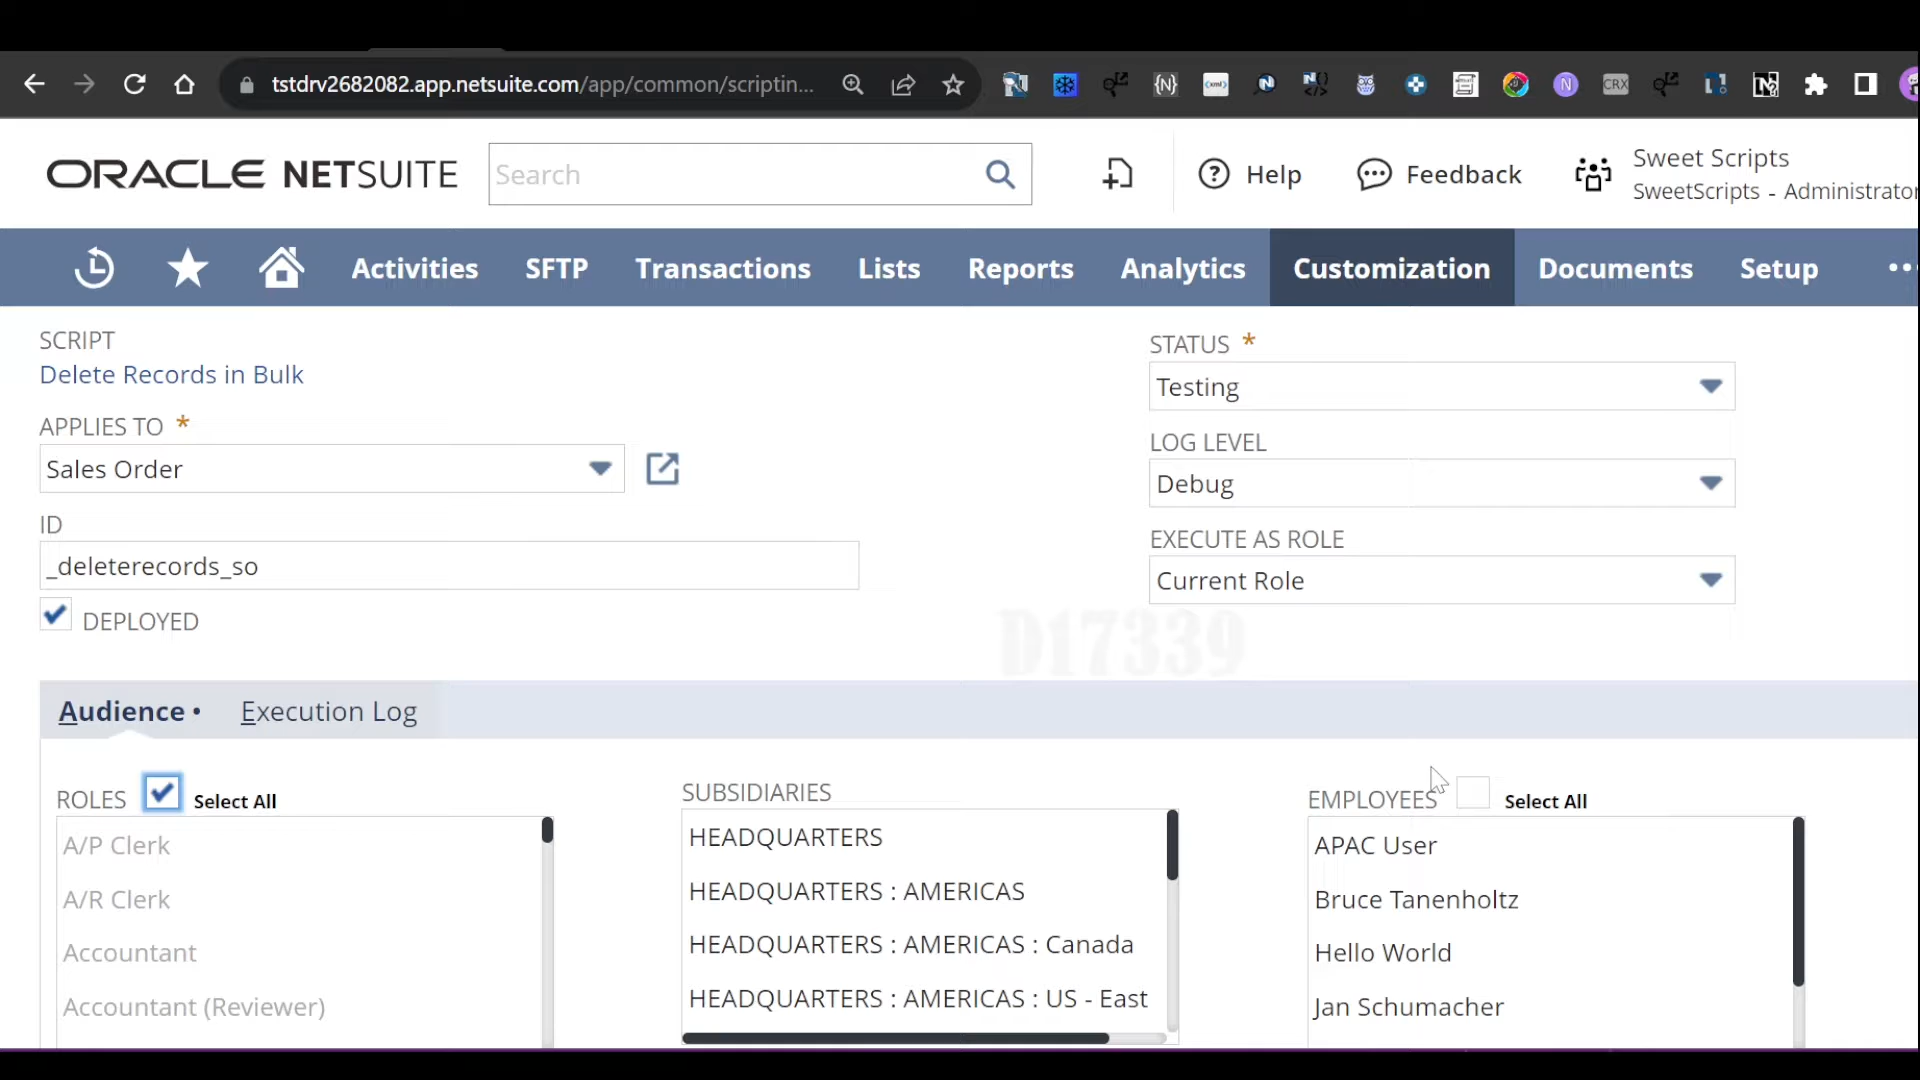 tstdrv2682082.app.netsuite.com/app/common/scriptin...
ORACLE NETSUITE
Search
Help
Feedback
Sweet Scripts
SweetScripts - Administrator
Activities
SFTP
Transactions
Lists
Reports
Analytics
Customization
Documents
Setup
SCRIPT
Delete Records in Bulk
APPLIES TO *
Sales Order
ID
_deleterecords_so
DEPLOYED
STATUS *
Testing
LOG LEVEL
Debug
EXECUTE AS ROLE
Current Role
D17339
Audience •
Execution Log
ROLES
Select All
A/P Clerk
A/R Clerk
Accountant
Accountant (Reviewer)
SUBSIDIARIES
HEADQUARTERS
HEADQUARTERS : AMERICAS
HEADQUARTERS : AMERICAS : Canada
HEADQUARTERS : AMERICAS : US - East
EMPLOYEES
Select All
APAC User
Bruce Tanenholtz
Hello World
Jan Schumacher